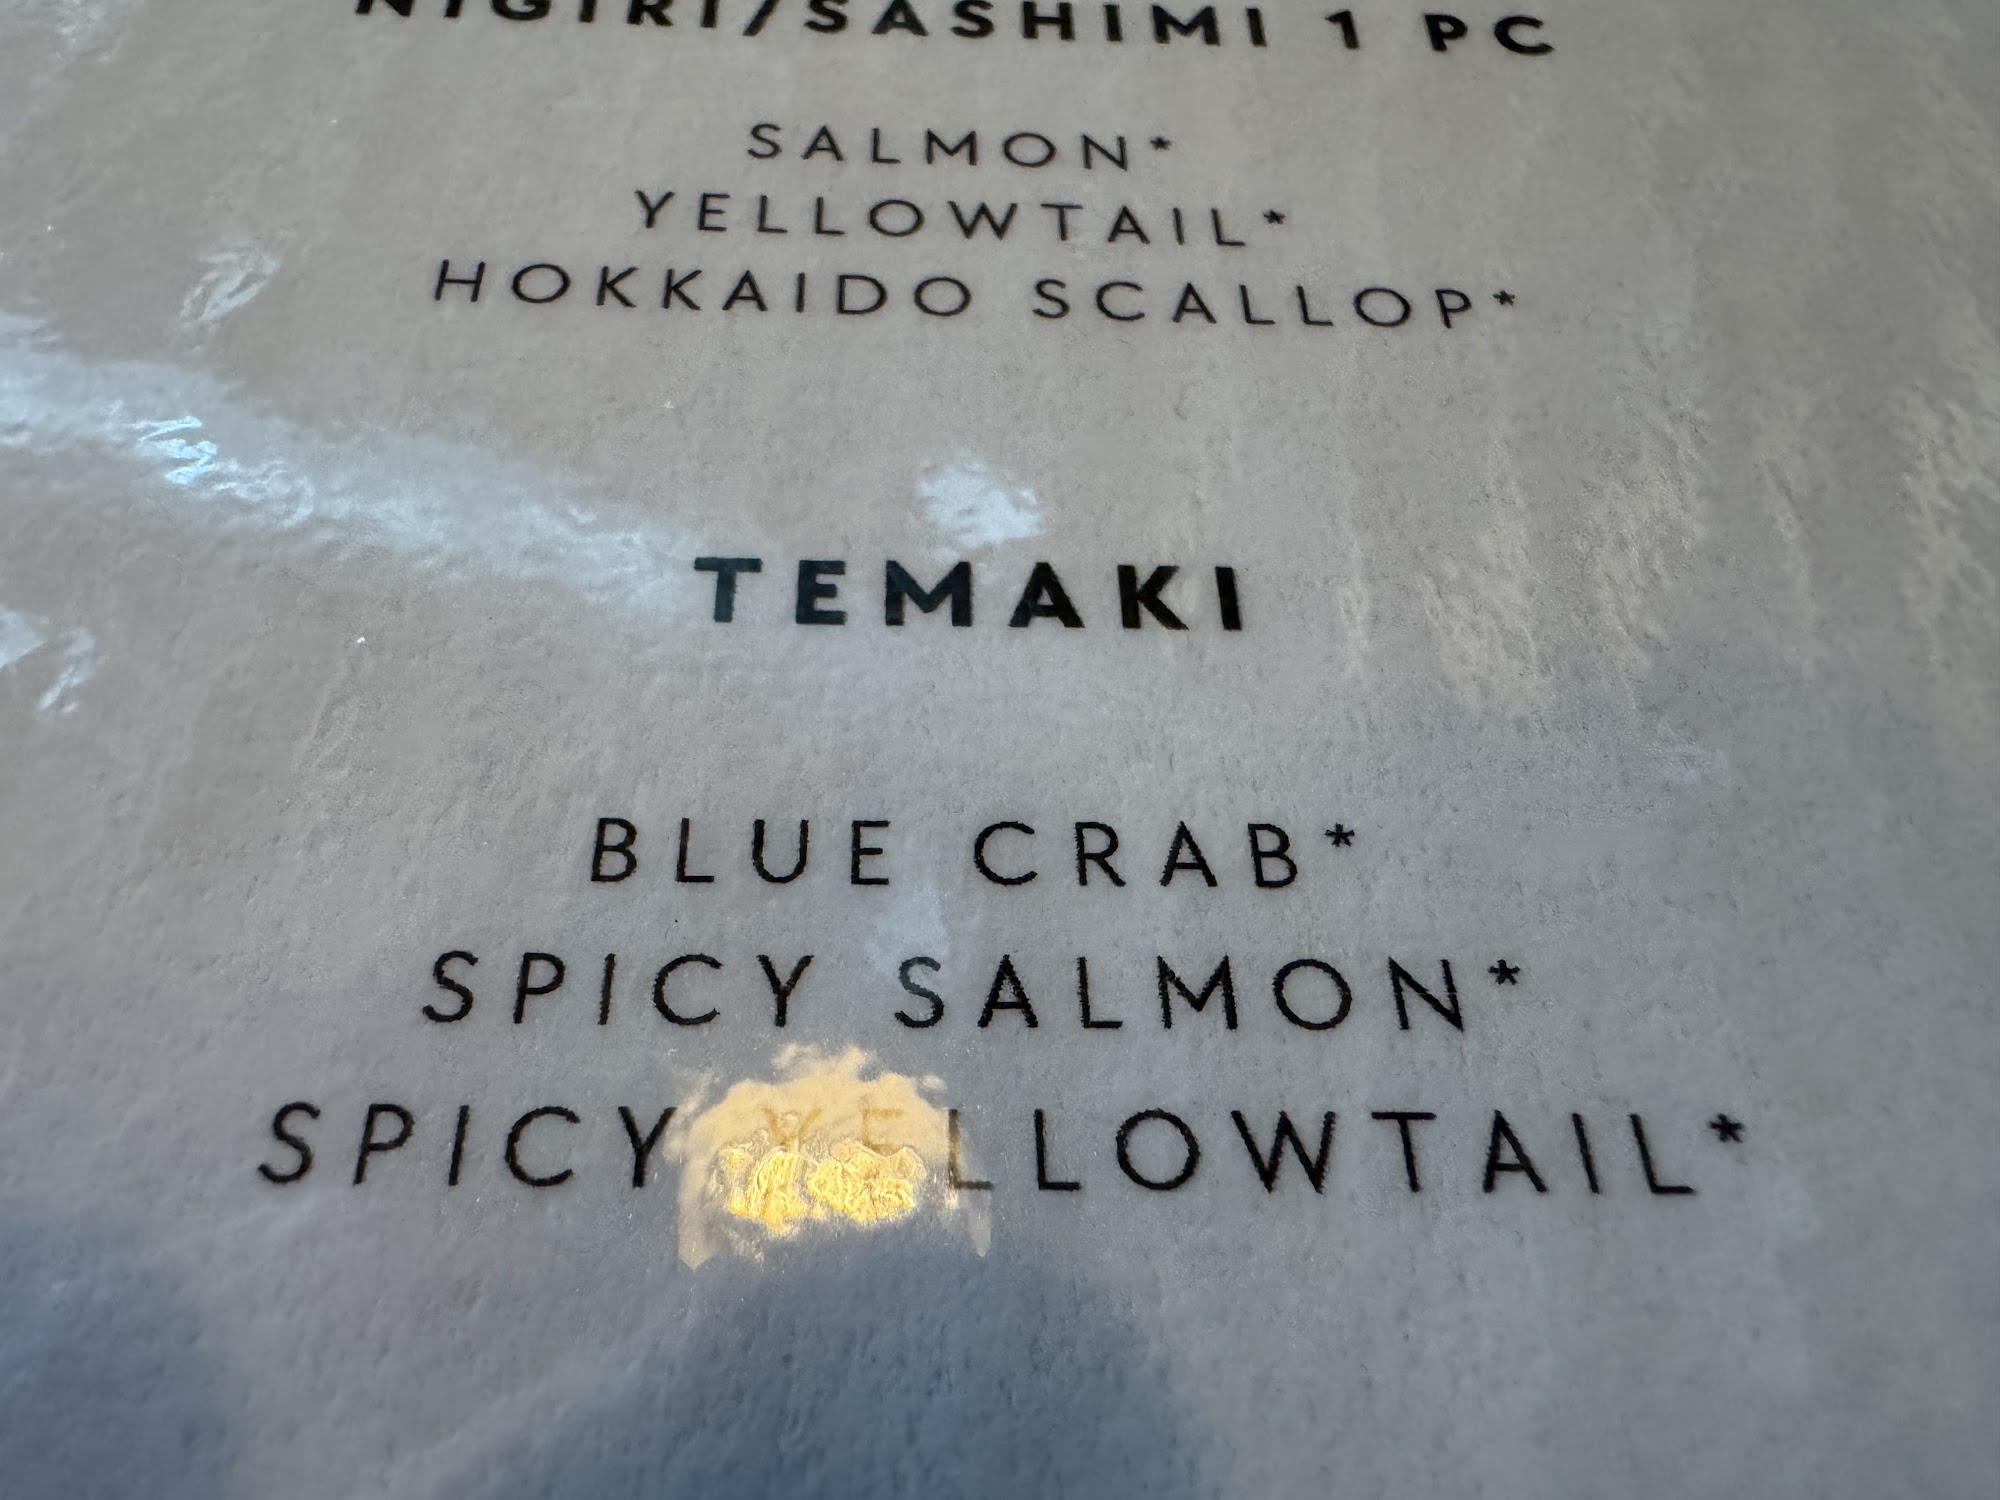 NIGIRI/SASHIMI 1 PC
SALMON*
YELLOWTAIL*
HOKKAIDO SCALLOP*
TEMAKI
BLUE CRAB*
SPICY SALMON*
SPICY YELLOWTAIL*